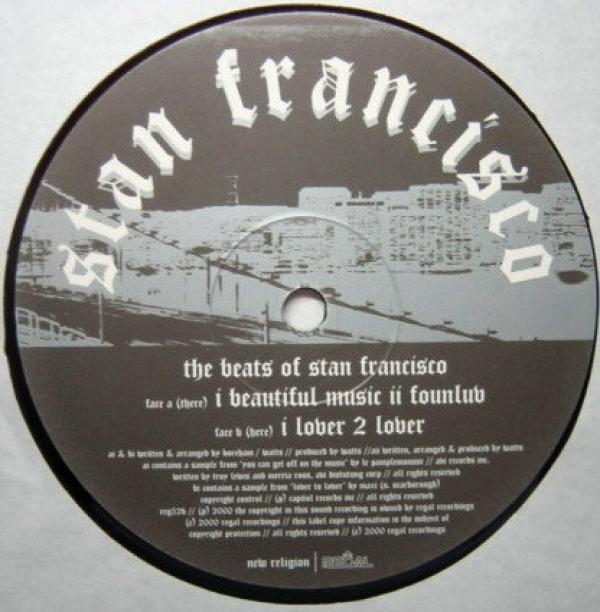 stan francisco
the beats of stan francisco
face a (there) i beautiful music ii founluv
face b (here) i lover 2 lover
ai & bi written & arranged by boreham / watts // produced by watts // aii written, arranged & produced by watts
ai contains a sample from "you can get off on the music" by le pamplemousse // avi records inc.
written by troy lewis and merria ross, avi bisturang corp // all rights reserved
bi contains a sample from "lover to lover" by maxi (s. scarborough)
copyright control // (p) capitol records inc // all rights reserved
reg52b // (p) 2000 the copyright in this sound recording is owned by regal recordings
(c) 2000 regal recordings // this label copy information is the subject of
copyright protection // all rights reserved // (c) 2000 regal recordings
new religion | REGAL